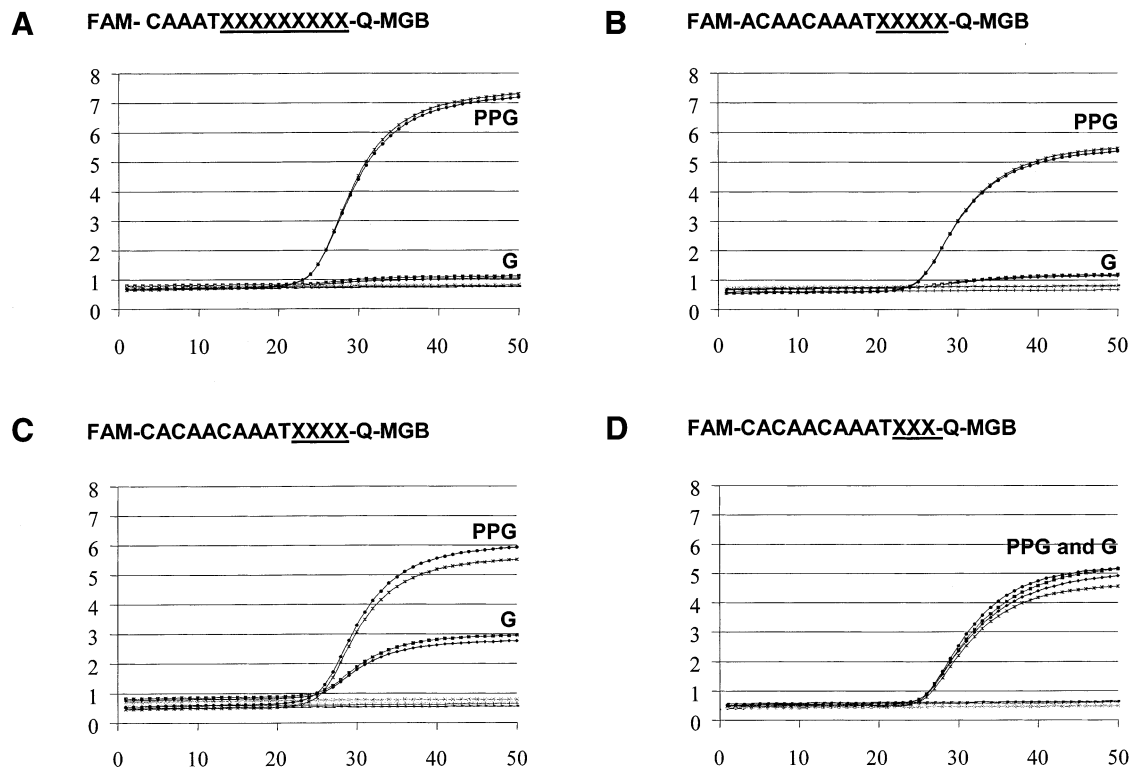 A
FAM- CAAATXXXXXXXXX-Q-MGB
8
7
6
5
4
3
2
1
0
PPG
G
0 10 20 30 40 50
B
FAM-ACAACAAATXXXXX-Q-MGB
8
7
6
5
4
3
2
1
0
PPG
G
0 10 20 30 40 50
C
FAM-CACAACAAATXXXX-Q-MGB
8
7
6
5
4
3
2
1
0
PPG
G
0 10 20 30 40 50
D
FAM-CACAACAAATXXX-Q-MGB
8
7
6
5
4
3
2
1
0
PPG and G
0 10 20 30 40 50